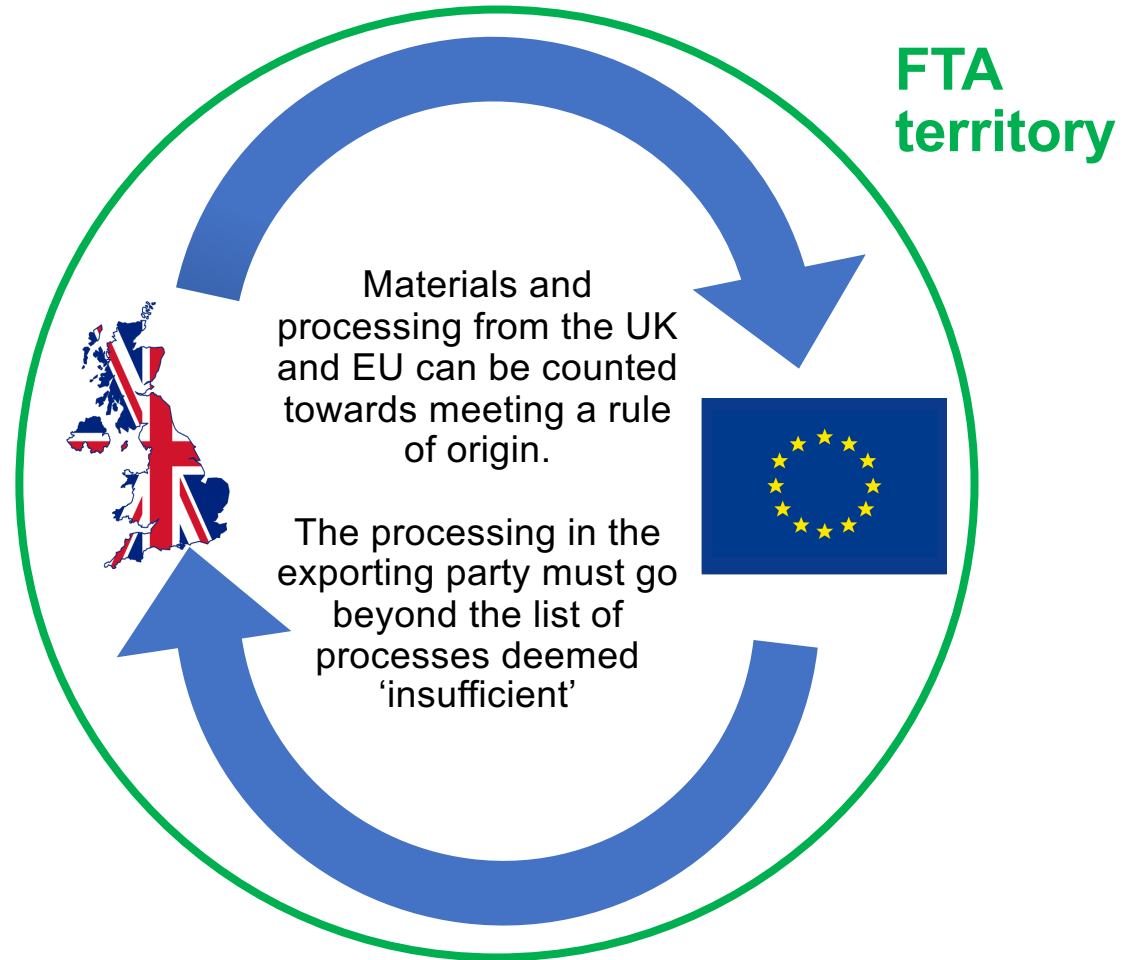 FTA
territory
Materials and
processing from the UK
and EU can be counted
towards meeting a rule
of origin.
The processing in the
exporting party must go
beyond the list of
processes deemed
‘insufficient’